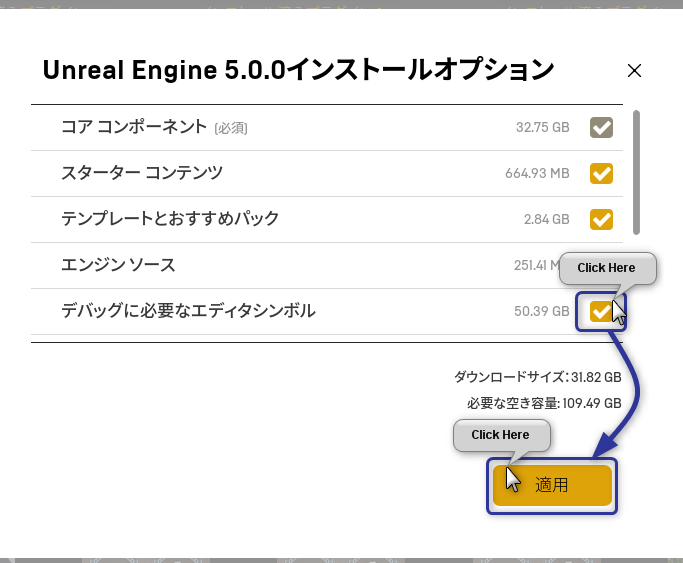 Unreal Engine 5.0.0インストールオプション
コア コンポーネント (必須) 32.75 GB
スターター コンテンツ 664.93 MB
テンプレートとおすすめパック 2.84 GB
エンジン ソース 251.41
Click Here
デバッグに必要なエディタシンボル 50.39 GB
ダウンロードサイズ：31.82 GB
必要な空き容量: 109.49 GB
Click Here
適用